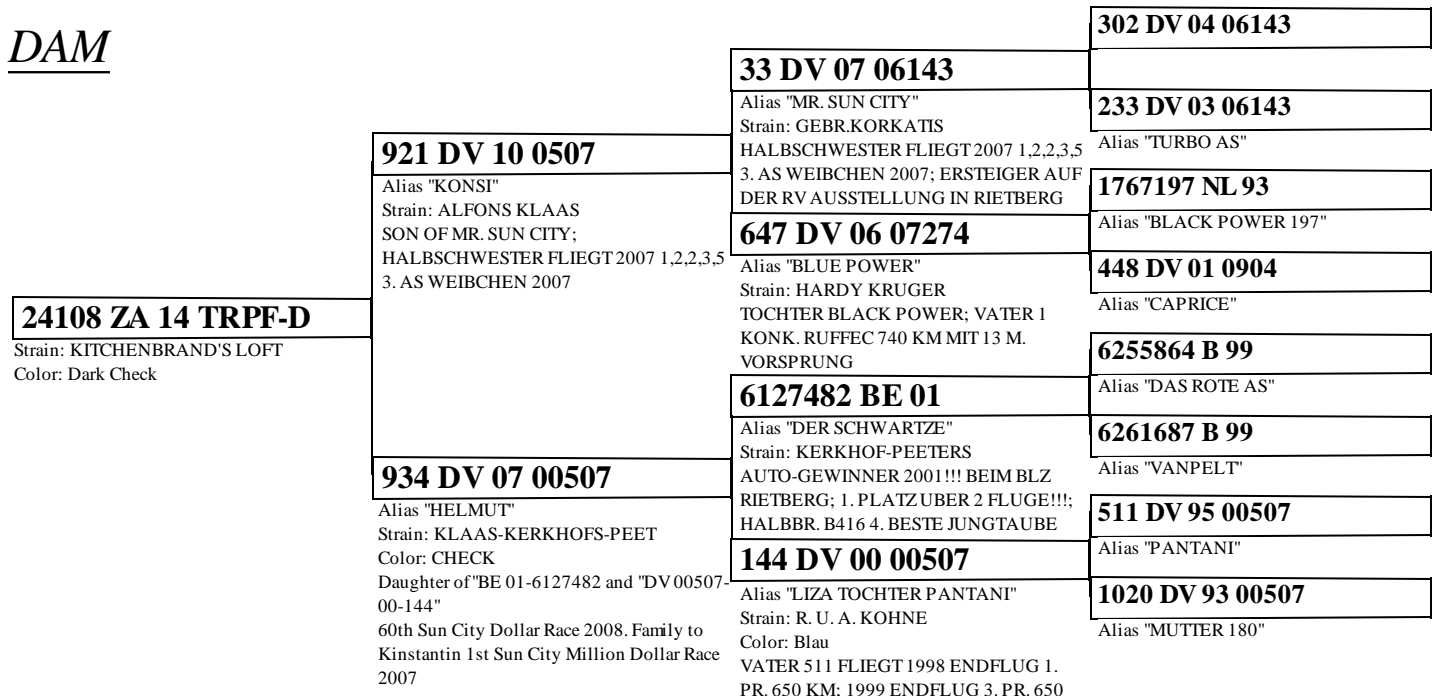 DAM
24108 ZA 14 TRPF-D
Strain: KITCHENBRAND'S LOFT
Color: Dark Check
921 DV 10 0507
Alias "KONSI"
Strain: ALFONS KLAAS
SON OF MR. SUN CITY;
HALBSCHWESTER FLIEGT 2007 1,2,2,3,5
3. AS WEIBCHEN 2007
934 DV 07 00507
Alias "HELMUT"
Strain: KLAAS-KERKHOFS-PEET
Color: CHECK
Daughter of "BE 01-6127482 and "DV 00507-
00-144"
60th Sun City Dollar Race 2008. Family to
Kinstantin 1st Sun City Million Dollar Race
2007
33 DV 07 06143
Alias "MR. SUN CITY"
Strain: GEBR.KORKATIS
HALBSCHWESTER FLIEGT 2007 1,2,2,3,5
3. AS WEIBCHEN 2007; ERSTEIGER AUF
DER RV AUSSTELLUNG IN RIETBERG
647 DV 06 07274
Alias "BLUE POWER"
Strain: HARDY KRUGER
TOCHTER BLACK POWER; VATER 1
KONK. RUFFEC 740 KM MIT 13 M.
VORSPRUNG
6127482 BE 01
Alias "DER SCHWARTZE"
Strain: KERKHOF-PEETERS
AUTO-GEWINNER 2001!!! BEIM BLZ
RIETBERG; 1. PLATZ UBER 2 FLUGE!!!;
HALBBR. B416 4. BESTE JUNGTAUBE
144 DV 00 00507
Alias "LIZA TOCHTER PANTANI"
Strain: R. U. A. KOHNE
Color: Blau
VATER 511 FLIEGT 1998 ENDFLUG 1.
PR. 650 KM; 1999 ENDFLUG 3. PR. 650
302 DV 04 06143
233 DV 03 06143
Alias "TURBO AS"
1767197 NL 93
Alias "BLACK POWER 197"
448 DV 01 0904
Alias "CAPRICE"
6255864 B 99
Alias "DAS ROTE AS"
6261687 B 99
Alias "VANPELT"
511 DV 95 00507
Alias "PANTANI"
1020 DV 93 00507
Alias "MUTTER 180"